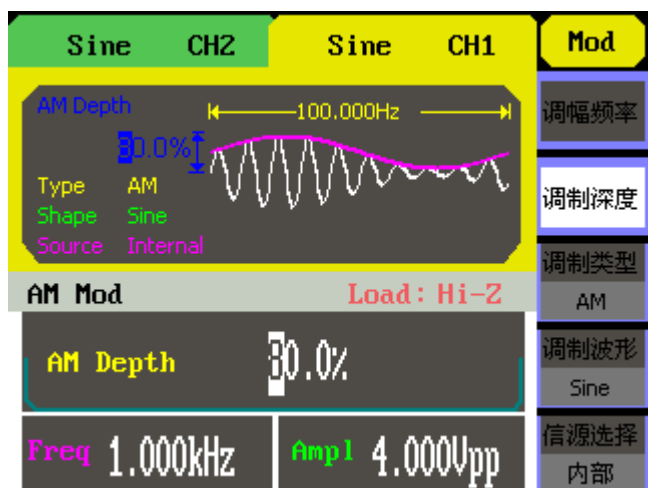 Sine CH2 Sine CH1 Mod
AM Depth
100.000Hz
80.0%
Type AM
Shape Sine
Source Internal
AM Mod Load: Hi-Z
AM Depth 80.0%
Freq 1.000kHz Ampl 4.000Vpp
调幅频率
调制深度
调制类型
AM
调制波形
Sine
信源选择
内部